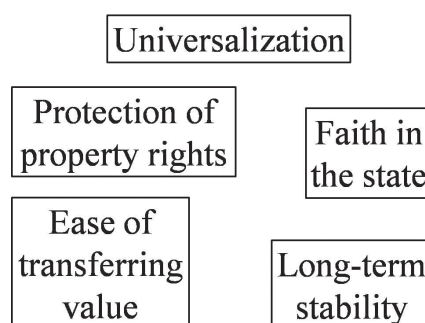 Universalization
Protection of
property rights
Faith in
the state
Ease of
transferring
value
Long-term
stability